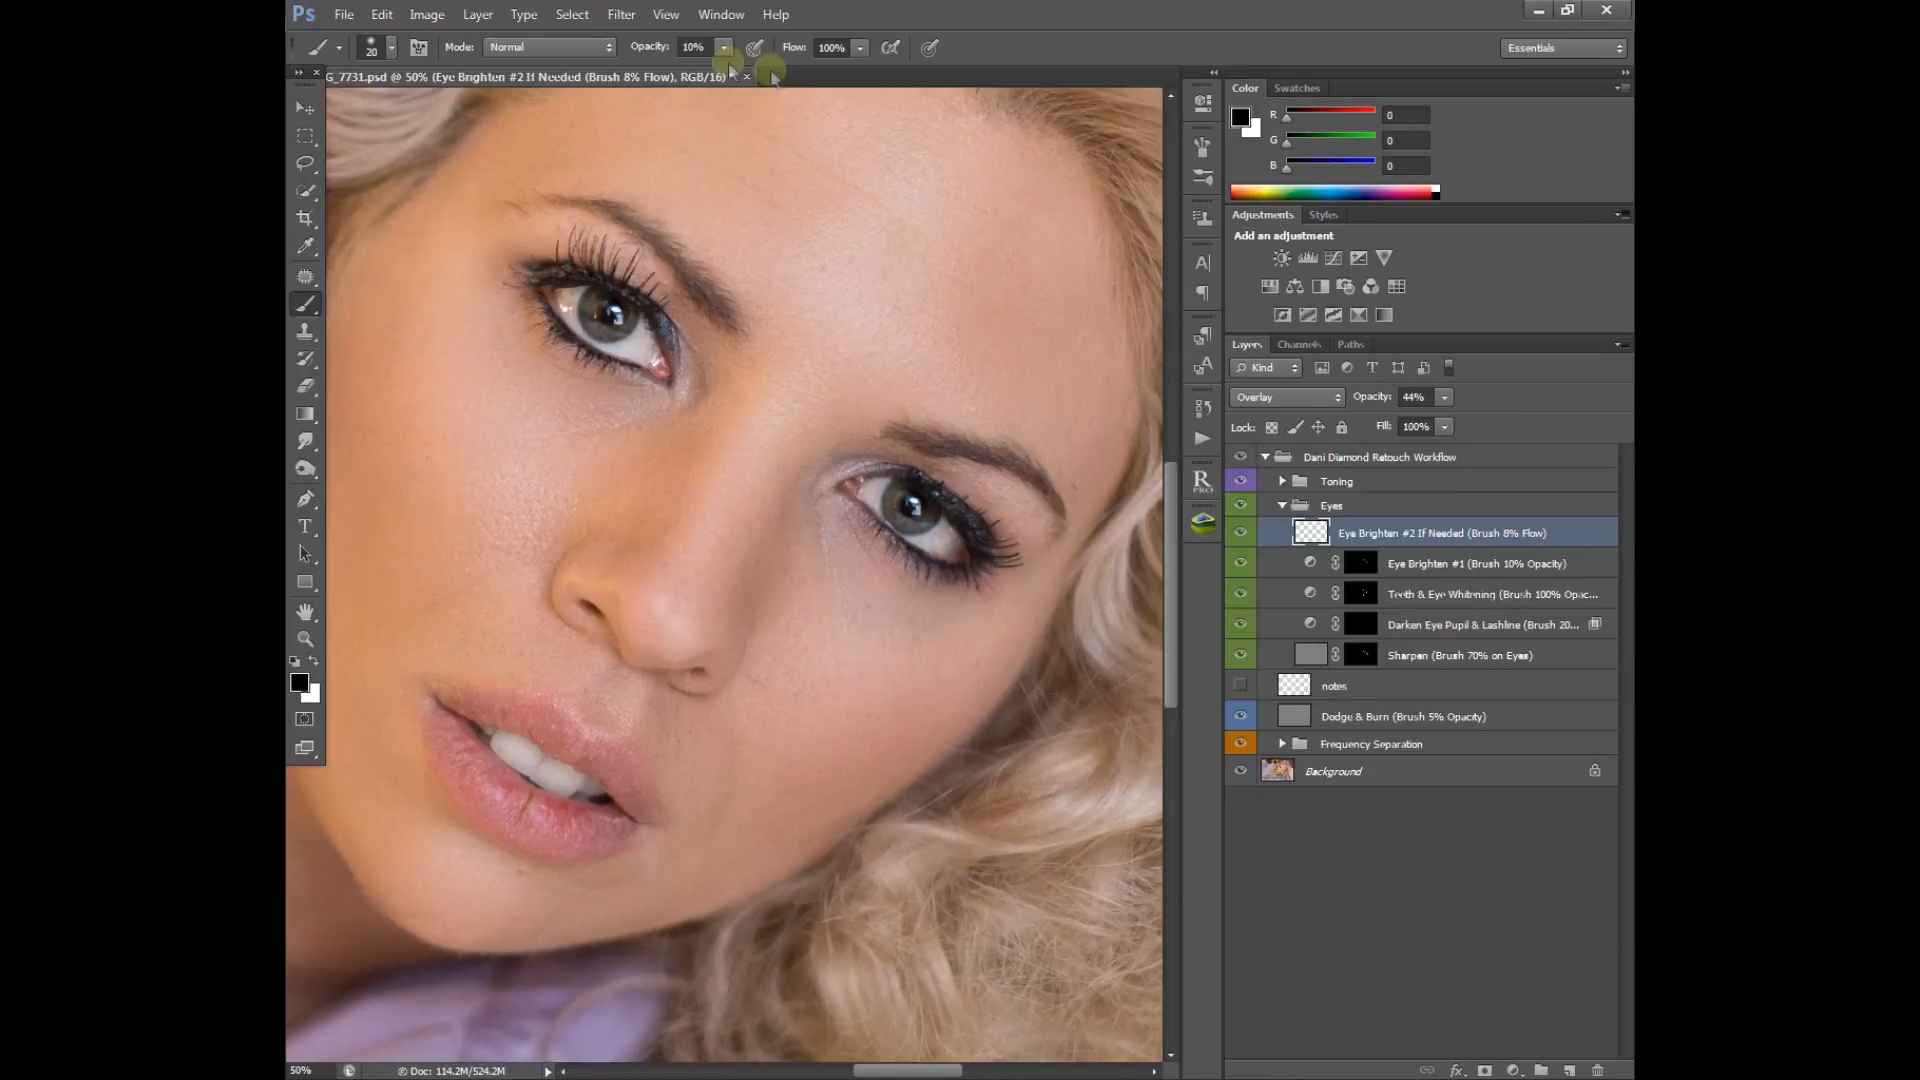 Ps File Edit Image Layer Type Select Filter View Window Help
20 Mode: Normal Opacity: 10% Flow: 100% Essentials
G_7731.psd @ 50% (Eye Brighten #2 If Needed (Brush 8% Flow), RGB/16) ×
Color Swatches
R 0
G 0
B 0
Adjustments Styles
Add an adjustment
Layers Channels Paths
Kind
Overlay Opacity: 44%
Lock: Fill: 100%
Dani Diamond Retouch Workflow
Toning
Eyes
Eye Brighten #2 If Needed (Brush 8% Flow)
Eye Brighten #1 (Brush 10% Opacity)
Teeth & Eye Whitening (Brush 100% Opac...
Darken Eye Pupil & Lashline (Brush 20...
Sharpen (Brush 70% on Eyes)
notes
Dodge & Burn (Brush 5% Opacity)
Frequency Separation
Background
R PRO
50% Doc: 114.2M/524.2M